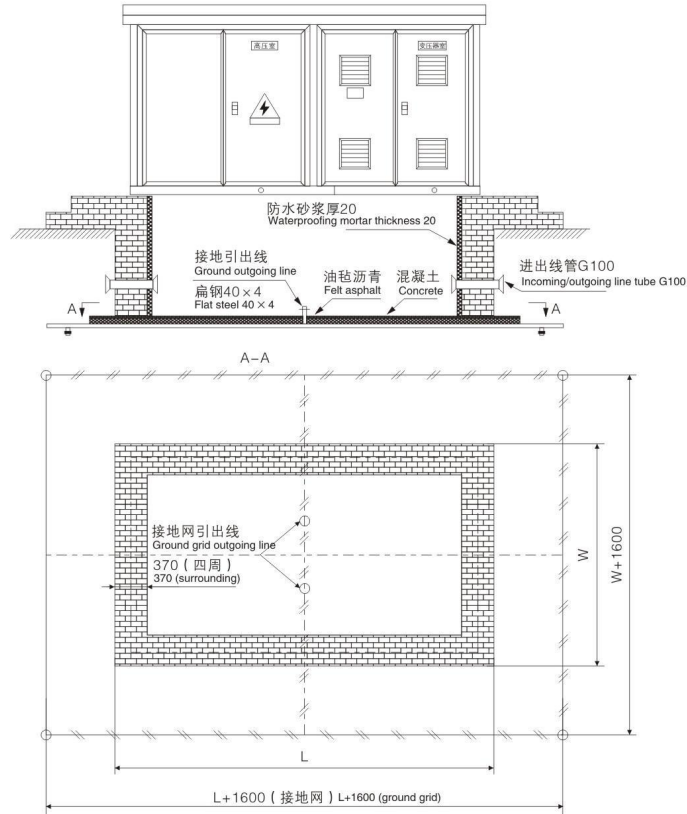 高压室
变压器室
防水砂浆厚20
Waterproofing mortar thickness 20
接地引出线
Ground outgoing line
扁钢40×4
Flat steel 40 × 4
油毡沥青
Felt asphalt
混凝土
Concrete
进出线管G100
Incoming/outgoing line tube G100
A
A
A-A
接地网引出线
Ground grid outgoing line
370（四周）
370 (surrounding)
W
W+1600
L
L+1600（接地网）L+1600 (ground grid)